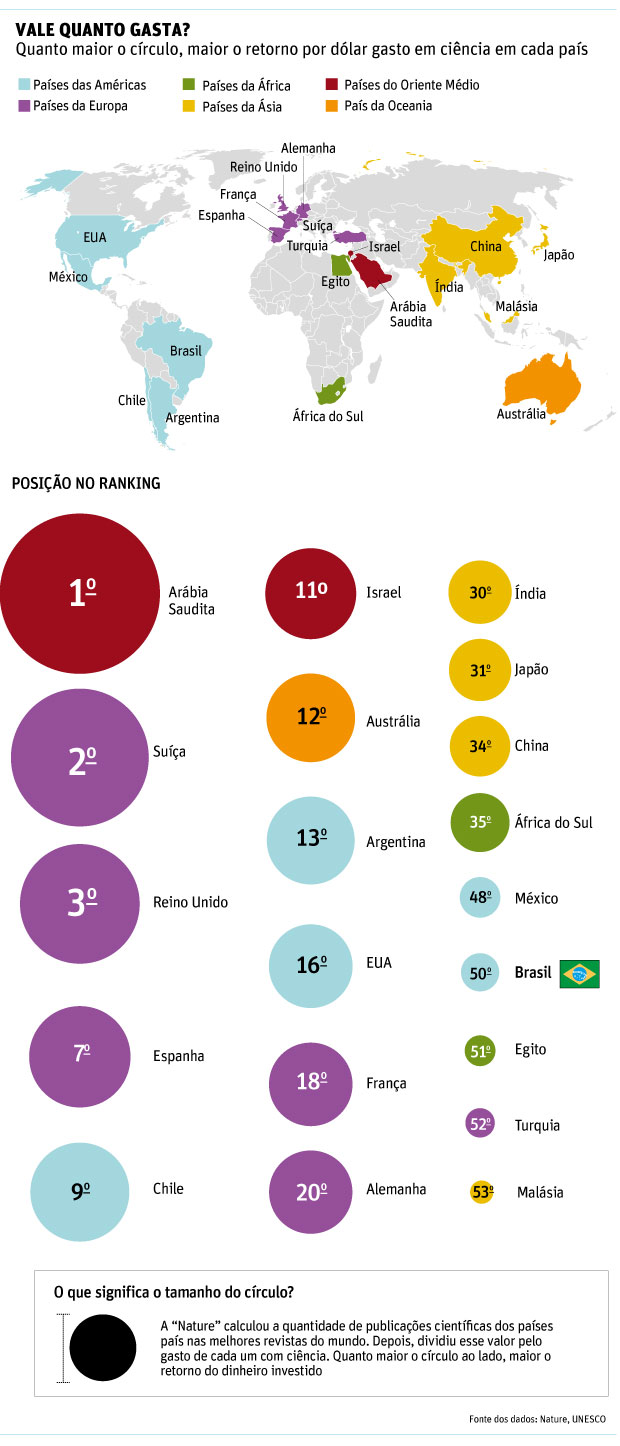 VALE QUANTO GASTA?
Quanto maior o círculo, maior o retorno por dólar gasto em ciência em cada país
Países das Américas
Países da África
Países do Oriente Médio
Países da Europa
Países da Ásia
País da Oceania
Alemanha
Reino Unido
França
Espanha
Suíça
Turquia
Israel
EUA
China
Japão
México
Egito
Índia
Arábia
Saudita
Malásia
Brasil
Chile
Argentina
África do Sul
Austrália
POSIÇÃO NO RANKING
1º
Arábia
Saudita
2º
Suíça
3º
Reino Unido
7º
Espanha
9º
Chile
11º
Israel
12º
Austrália
13º
Argentina
16º
EUA
18º
França
20º
Alemanha
30º
Índia
31º
Japão
34º
China
35º
África do Sul
48º
México
50º
Brasil
51º
Egito
52º
Turquia
53º
Malásia
O que significa o tamanho do círculo?
A “Nature” calculou a quantidade de publicações científicas dos países
país nas melhores revistas do mundo. Depois, dividiu esse valor pelo
gasto de cada um com ciência. Quanto maior o círculo ao lado, maior o
retorno do dinheiro investido
Fonte dos dados: Nature, UNESCO